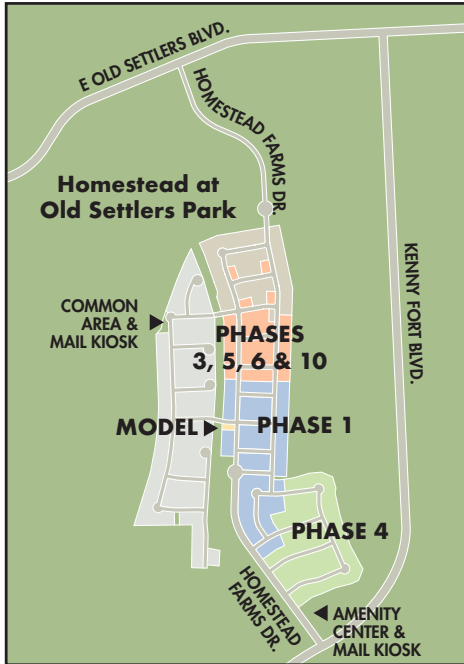 E OLD SETTLERS BLVD.
HOMESTEAD FARMS DR.
Homestead at
Old Settlers Park
KENNY FORT BLVD.
COMMON
AREA &
MAIL KIOSK
PHASES
3, 5, 6 & 10
MODEL
PHASE 1
PHASE 4
HOMESTEAD
FARMS DR.
AMENITY
CENTER &
MAIL KIOSK